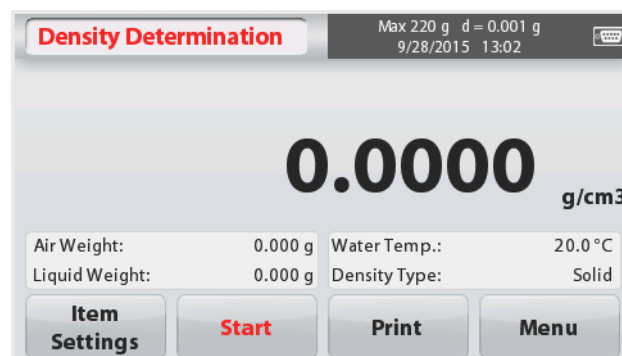 Density Determination
Max 220 g d = 0.001 g
9/28/2015 13:02
0.0000
g/cm3
Air Weight: 0.000 g
Water Temp.: 20.0 °C
Liquid Weight: 0.000 g
Density Type: Solid
Item Settings
Start
Print
Menu